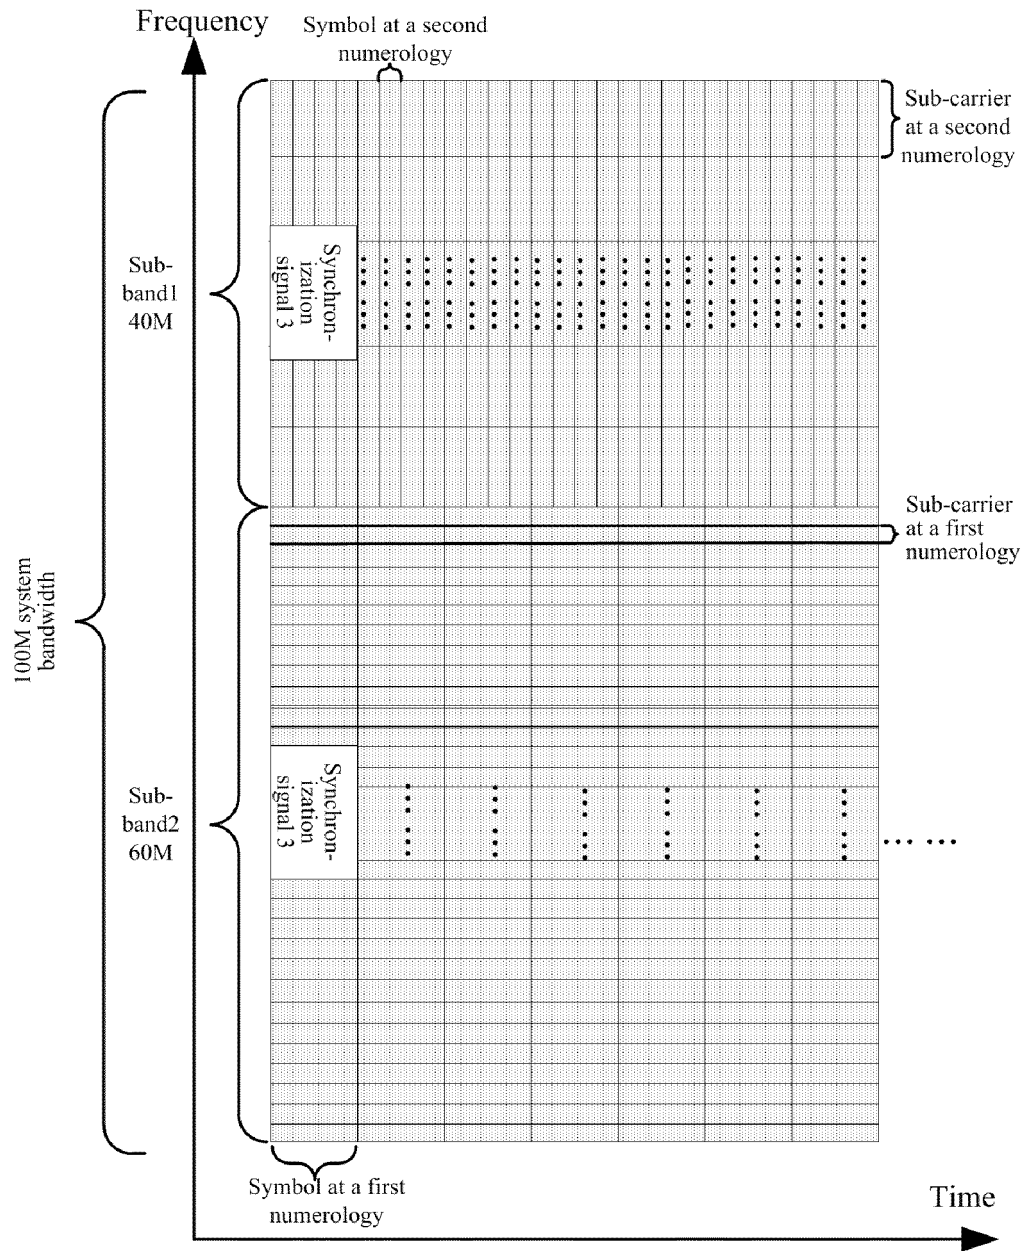 Frequency
Symbol at a second
numerology
Sub-carrier
at a second
numerology
Sub-
band1
40M
Synchron-
ization
signal 3
Sub-carrier
at a first
numerology
100M system
bandwidth
Sub-
band2
60M
Synchron-
ization
signal 3
Symbol at a first
numerology
Time